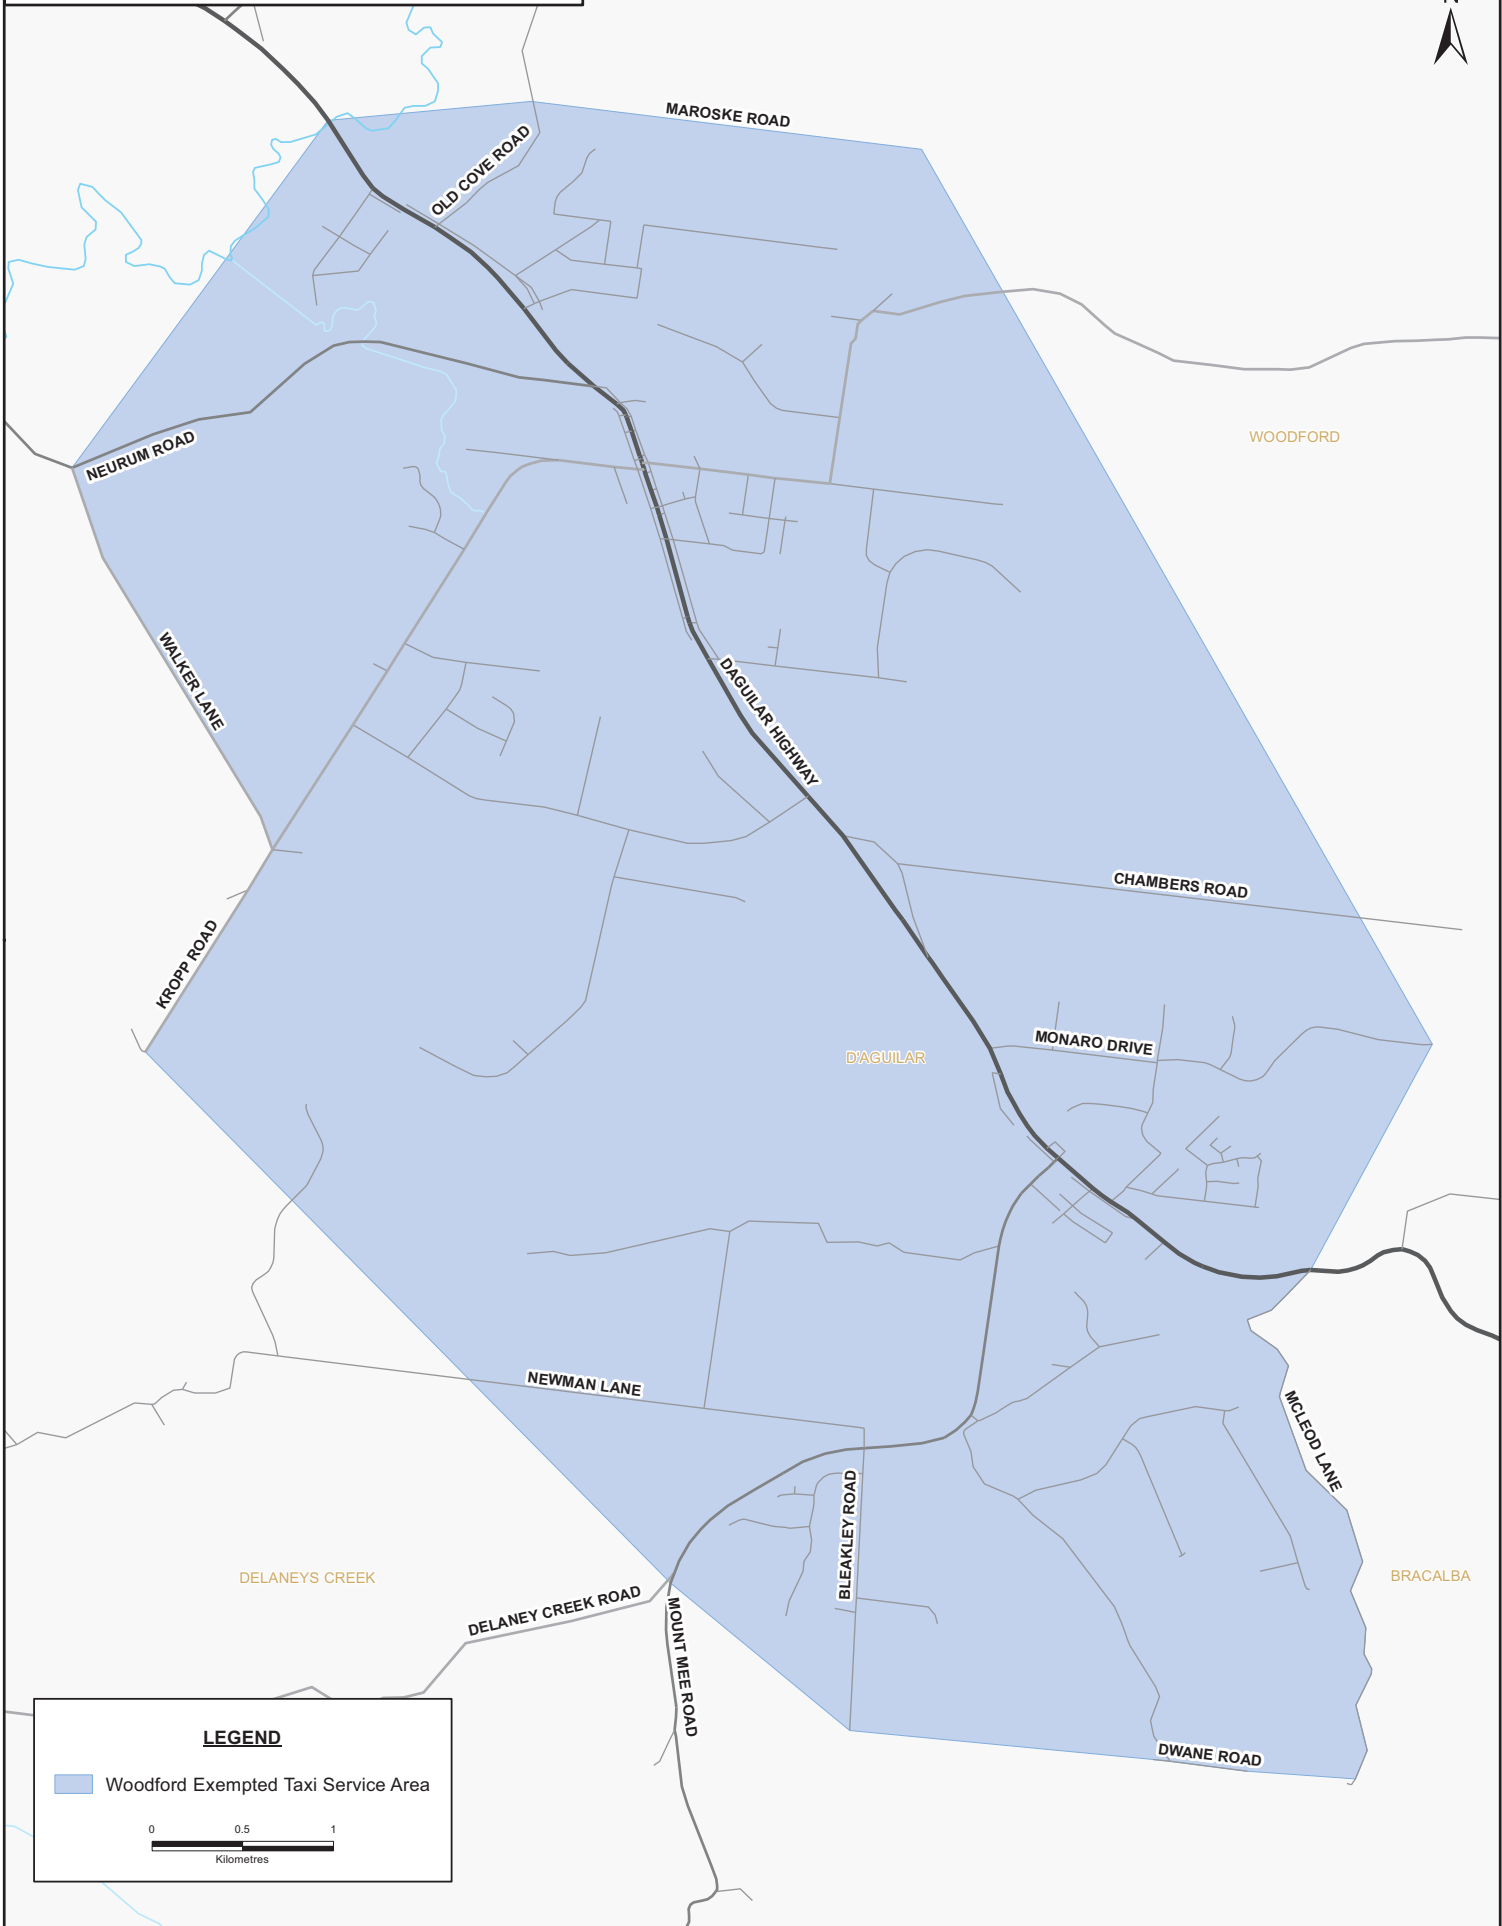 MAROSKE ROAD
OLD COVE ROAD
WOODFORD
NEURUM ROAD
WALKER LANE
DAGUILAR HIGHWAY
CHAMBERS ROAD
KROPP ROAD
MONARO DRIVE
D'AGUILAR
NEWMAN LANE
MCLEOD LANE
BLEAKLEY ROAD
DELANEYS CREEK
BRACALBA
DELANEY CREEK ROAD
MOUNT MEE ROAD
DWANE ROAD
LEGEND
Woodford Exempted Taxi Service Area
0 0.5 1
Kilometres